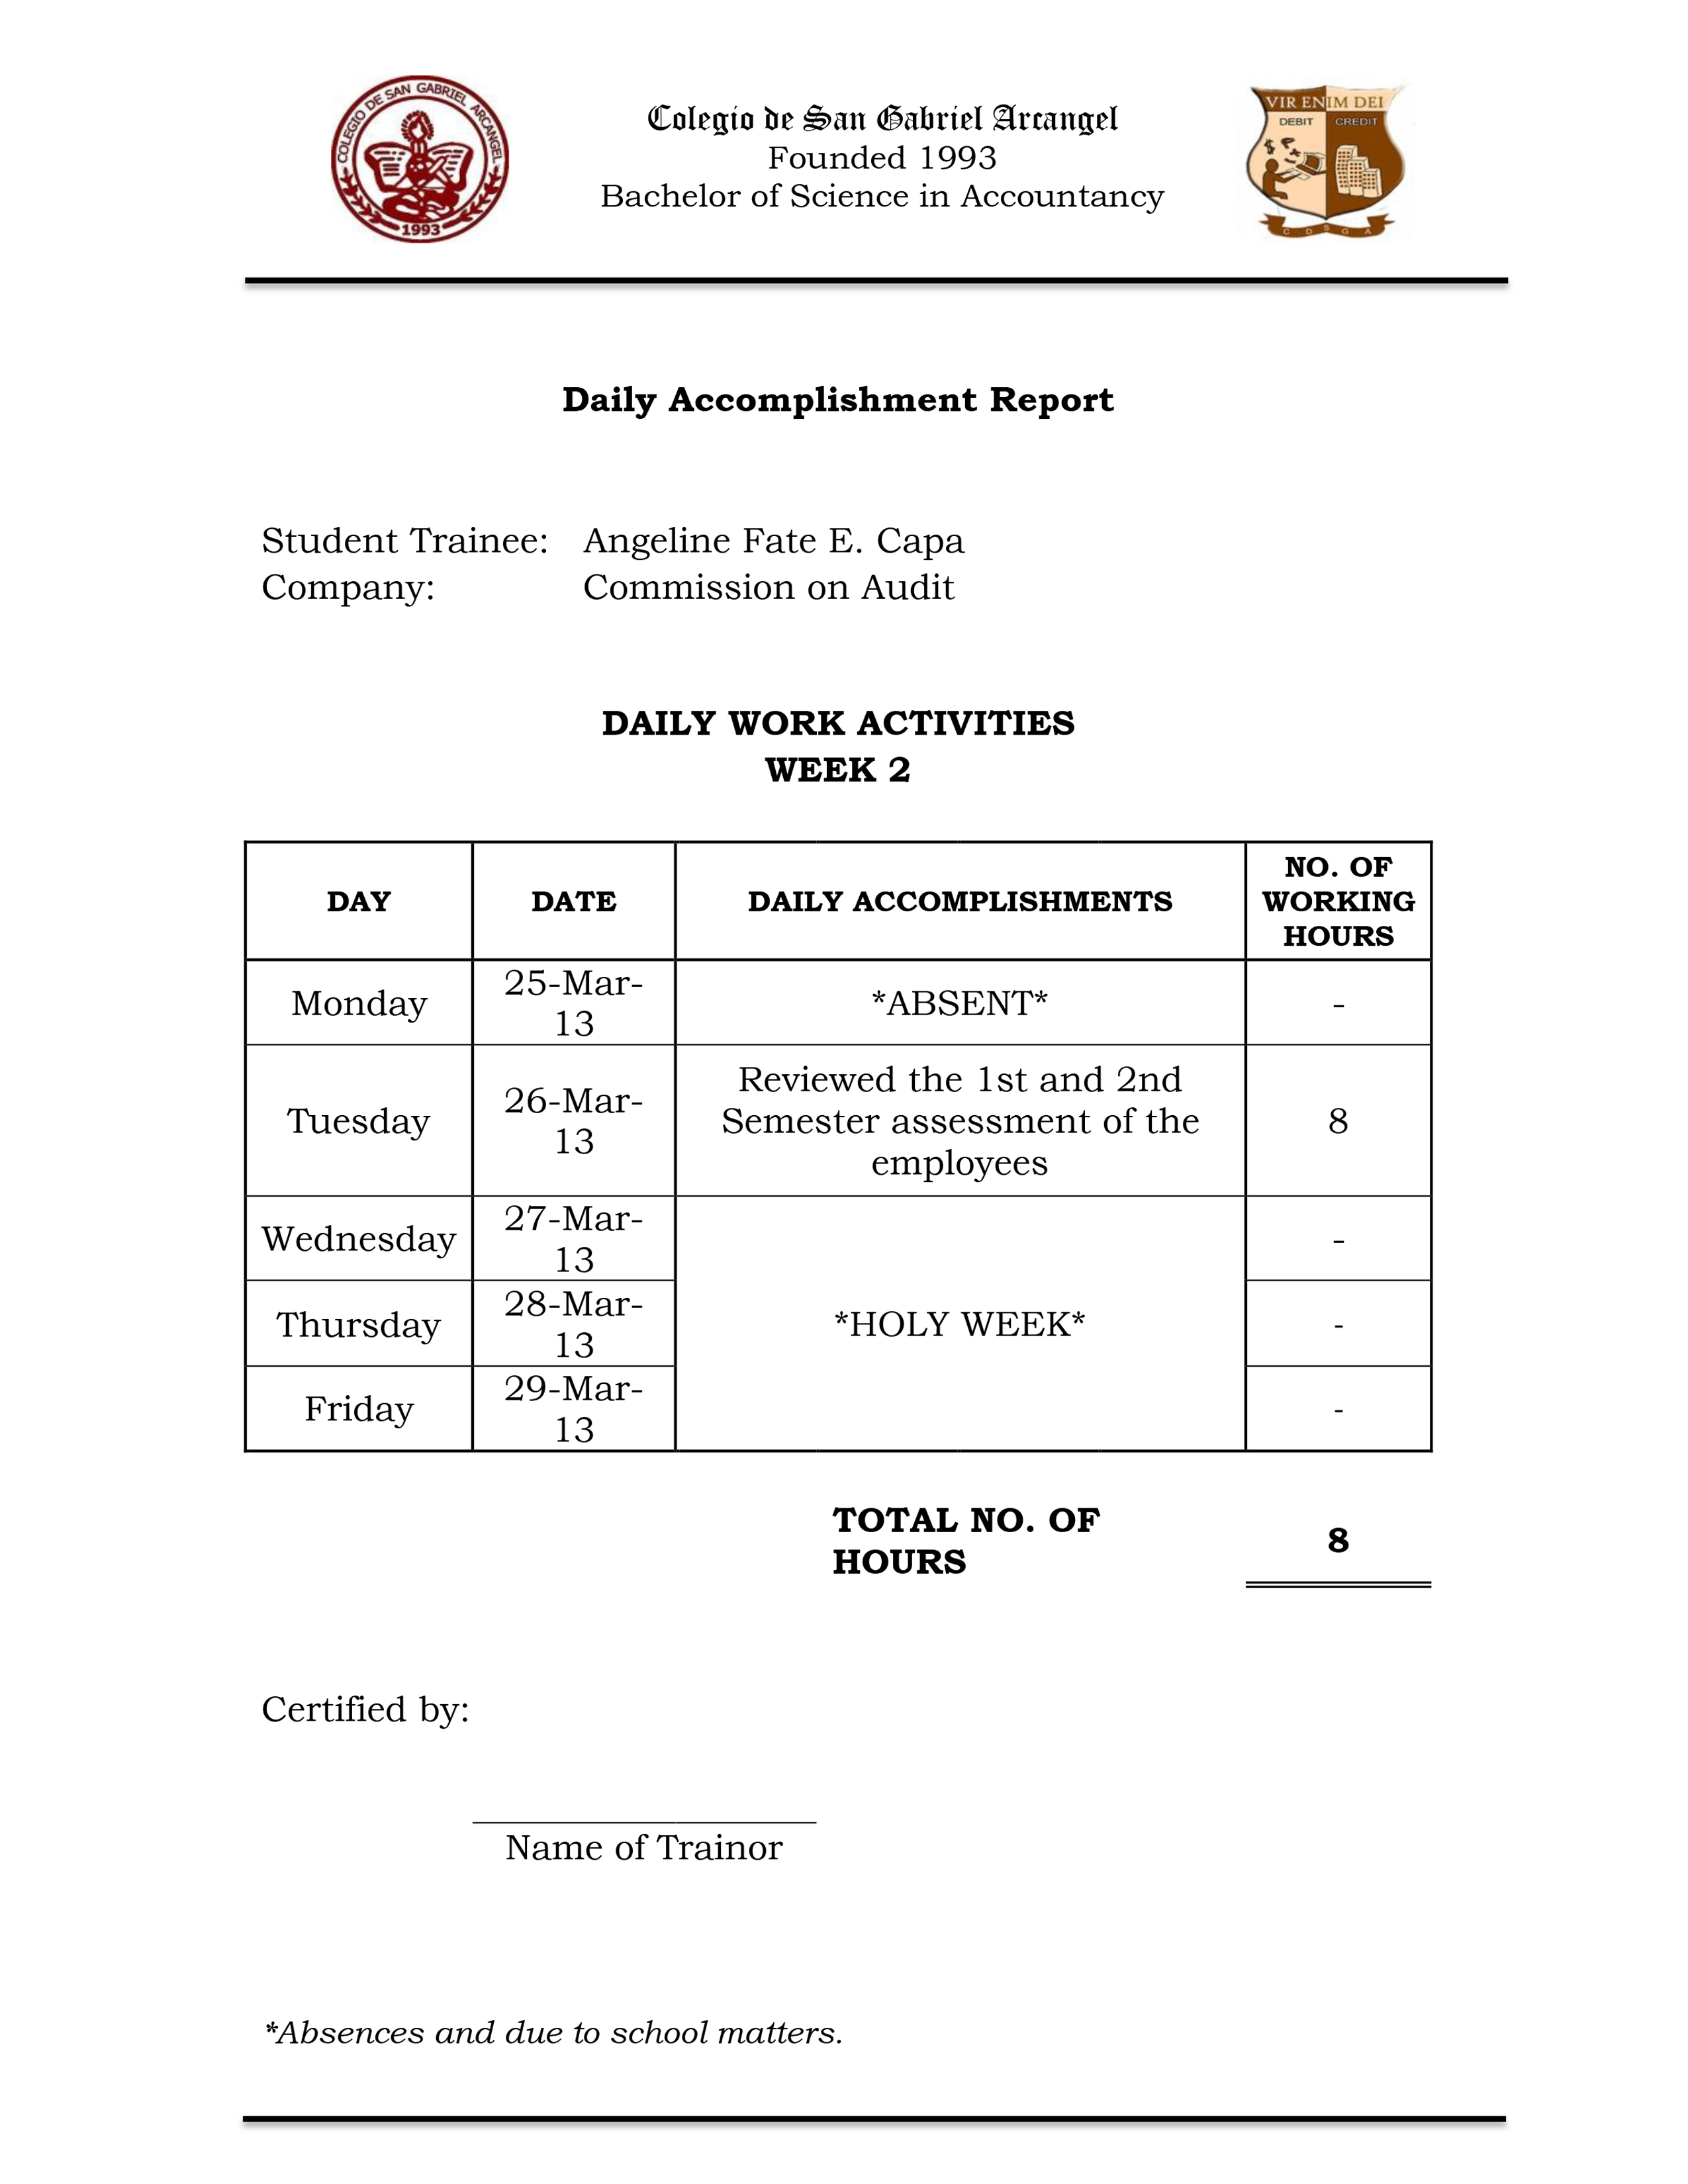 COLEGIO DE SAN GABRIEL ARCANGEL
1993
Colegio de San Gabriel Arcangel
Founded 1993
Bachelor of Science in Accountancy
VIR ENIM DEI
DEBIT CREDIT
C D S G A
Daily Accomplishment Report
Student Trainee: Angeline Fate E. Capa
Company: Commission on Audit
DAILY WORK ACTIVITIES
WEEK 2
DAY DATE DAILY ACCOMPLISHMENTS NO. OF WORKING HOURS
Monday 25-Mar-13 *ABSENT* -
Tuesday 26-Mar-13 Reviewed the 1st and 2nd Semester assessment of the employees 8
Wednesday 27-Mar-13 -
Thursday 28-Mar-13 *HOLY WEEK* -
Friday 29-Mar-13 -
TOTAL NO. OF HOURS 8
Certified by:
Name of Trainor
*Absences and due to school matters.